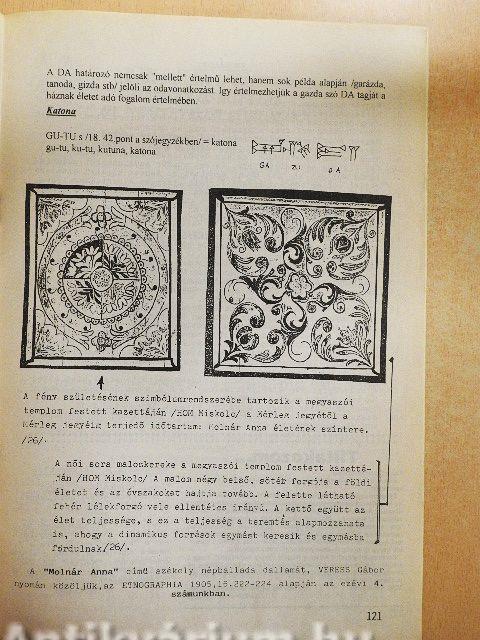 A DA határozó nemcsak "mellett" értelmű lehet, hanem sok példa alapján /garázda,
tanoda, gizda stb/ jelöli az odavonatkozást. Igy értelmezhetjük a gazda szó DA tagját a
háznak életet adó fogalom értelmében.
Katona
GU-TU s /18. 42.pont a szójegyzékben/ = katona
gu-tu, ku-tu, kutuna, katona
GA ZU DA
A fény születésének szimbólumrendszerébe tartozik a megyaszói
templom festett kazettáján /HOM Miskolc/ a Mérleg jegyétől a
Mérleg jegyéig terjedő időtartam: Molnár Anna életének színtere.
/26/.
A női sors malomkereke a megyaszói templom festett kazettá-
ján /HOM Miskolc/ A malom négy belső, sötét forgója a földi
életet és az évszakokat hajtja tovább. A felette látható
fehér Lélekforgó vele ellentétes irányú. A kettő együtt az
élet teljessége, s ez a teljesség a teremtés alapmozzanata
is, ahogy a dinamikus források egymást keresik és egymásba
fordulnak/26/.
A "Molnár Anna" című székely népballada dallamát, VERESS Gábor
nyomán közöljük,az ETNOGRAPHIA 1905,16.222-224 alapján az ezévi 4.
számunkban.
121